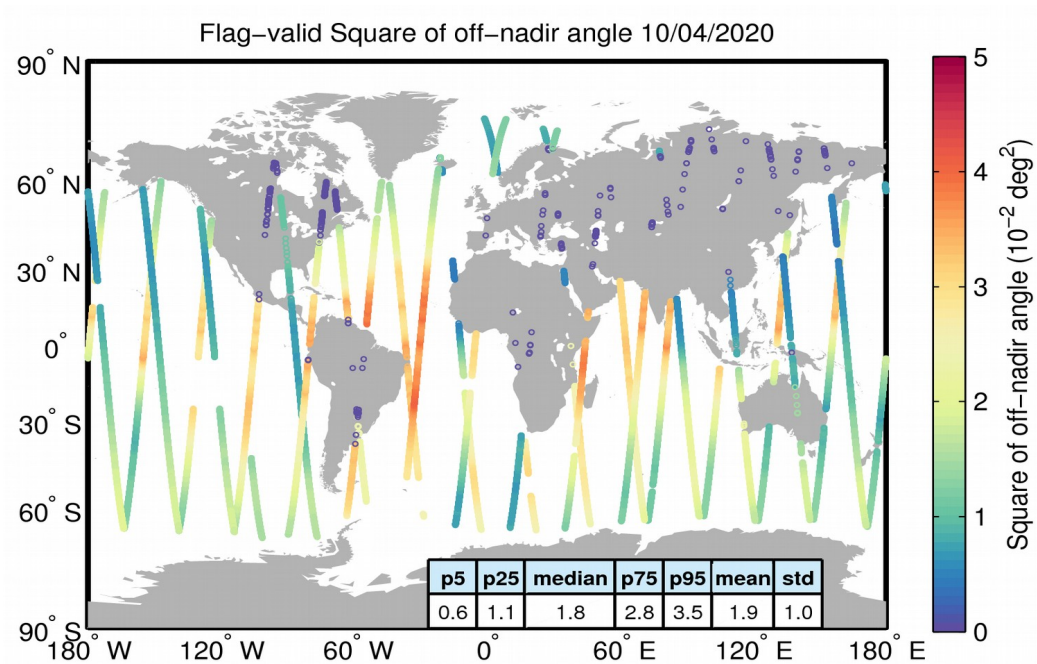 Flag−valid Square of off−nadir angle 10/04/2020
90° N
60° N
30° N
0°
30° S
60° S
90° S
180° W 120° W 60° W 0° 60° E 120° E 180° E
p5 p25 median p75 p95 mean std
0.6 1.1 1.8 2.8 3.5 1.9 1.0
5
4
3
2
1
0
Square of off−nadir angle (10⁻² deg²)